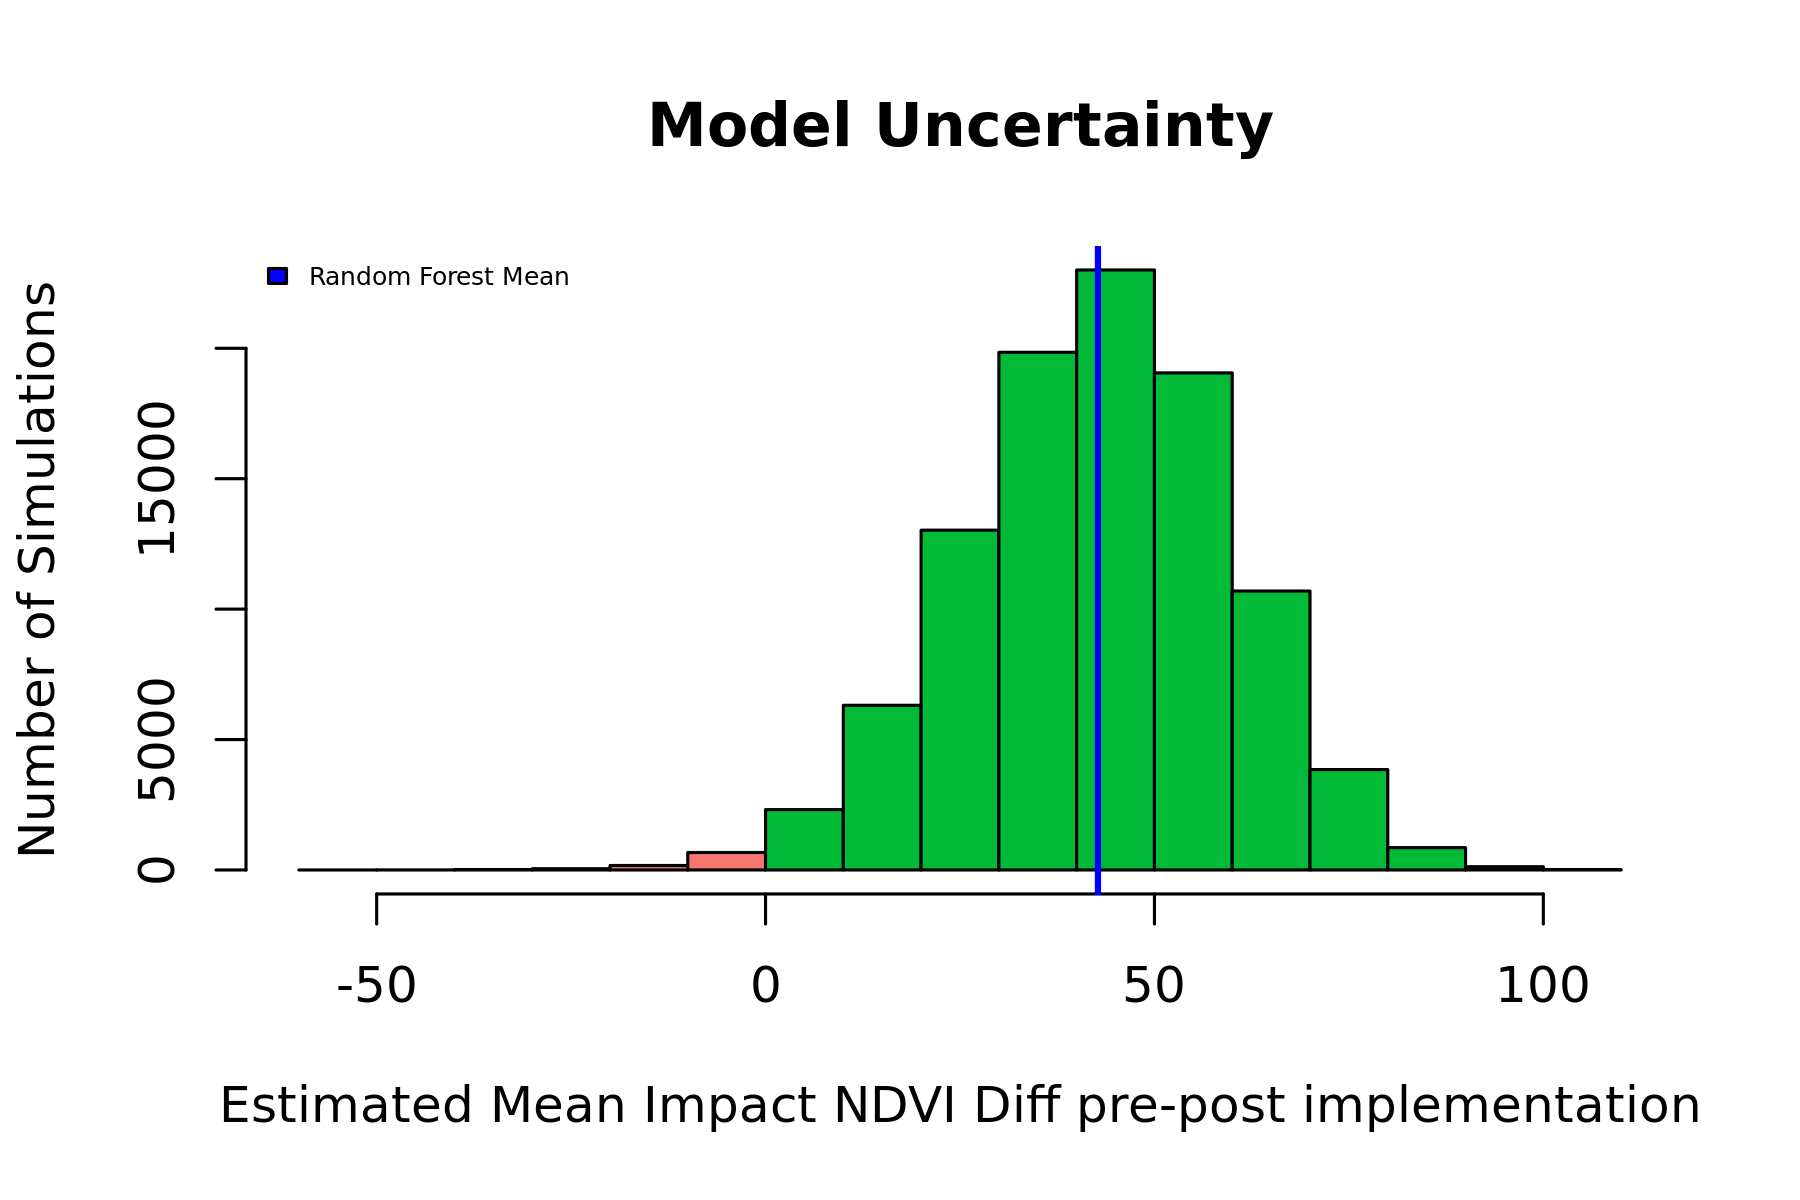 Model Uncertainty
Random Forest Mean
Number of Simulations
15000
5000
0
-50 0 50 100
Estimated Mean Impact NDVI Diff pre-post implementation